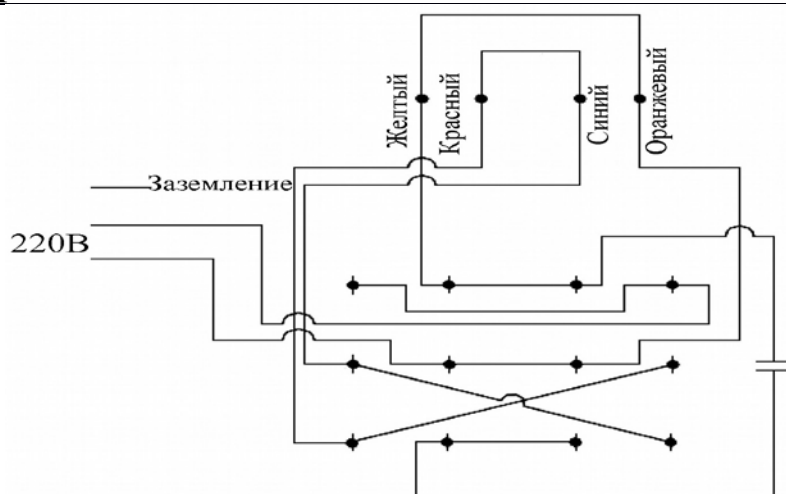 Желтый
Красный
Синий
Оранжевый
Заземление
220В